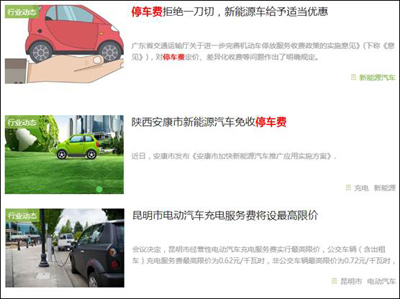 行业动态
停车费拒绝一刀切，新能源车给予适当优惠
广东省交通运输厅关于进一步完善机动车停放服务收费政策的实施意见》(下称《意
见》)，对停车费定价、差异化收费等问题作出了明确规定。
新能源汽车
行业动态
陕西安康市新能源汽车免收停车费
近日，安康市发布《安康市加快新能源汽车推广应用实施方案》.
充电 新能源
行业动态
昆明市电动汽车充电服务费将设最高限价
会议决定，昆明市经营性电动汽车充电服务费实行最高限价，公交车辆（含出租
车）充电服务费最高限价为0.62元/千瓦时，非公交车辆最高限价为0.72元/千瓦时，
昆明市 电动汽车